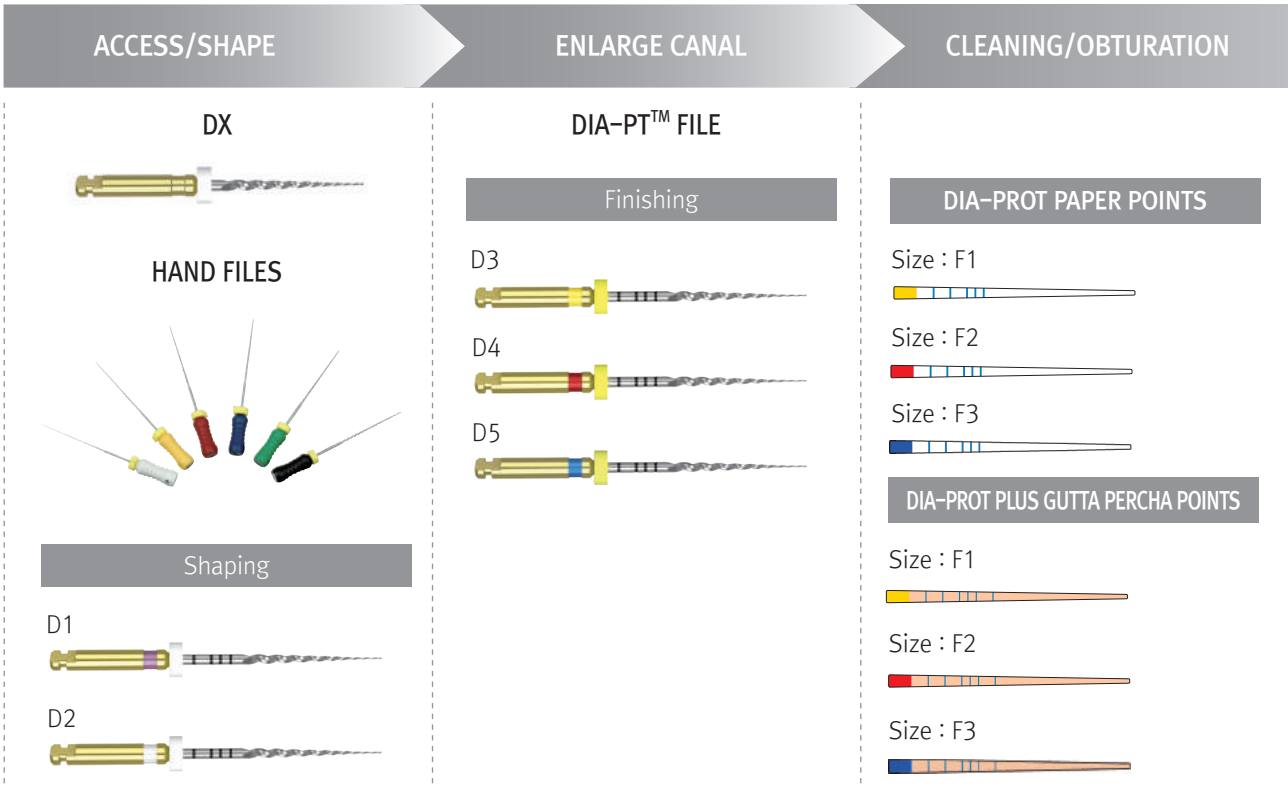 ACCESS/SHAPE
ENLARGE CANAL
CLEANING/OBTURATION
DX
HAND FILES
Shaping
D1
D2
DIA-PT™ FILE
Finishing
D3
D4
D5
DIA-PROT PAPER POINTS
Size : F1
Size : F2
Size : F3
DIA-PROT PLUS GUTTA PERCHA POINTS
Size : F1
Size : F2
Size : F3